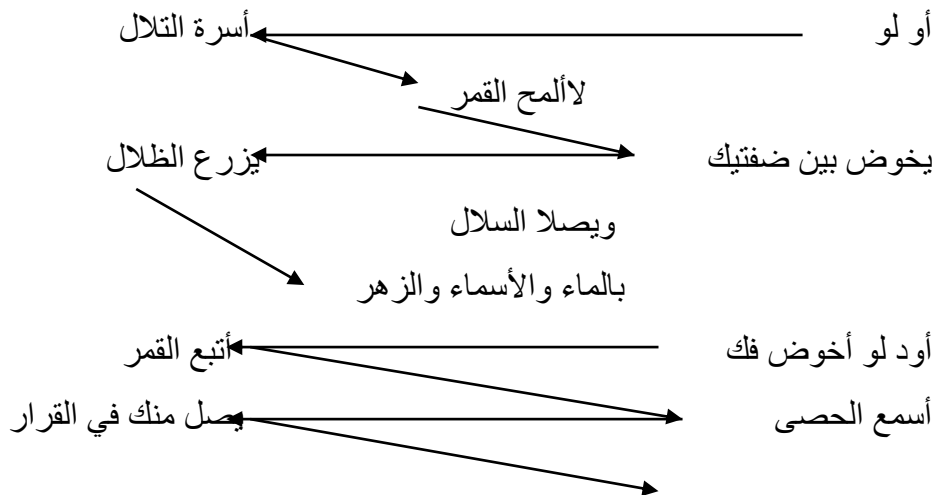 أو لو أسرة التلال
لاألمح القمر
يخوض بين ضفتيك يزرع الظلال
ويصلا السلال
بالماء والأسماء والزهر
أود لو أخوض فك أتبع القمر
أسمع الحصى يصل منك في القرار